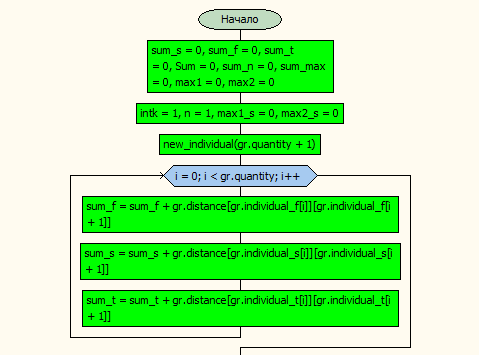 Начало
sum_s = 0, sum_f = 0, sum_t
= 0, Sum = 0, sum_n = 0, sum_max
= 0, max1 = 0, max2 = 0
intk = 1, n = 1, max1_s = 0, max2_s = 0
new_individual(gr.quantity + 1)
i = 0; i < gr.quantity; i++
sum_f = sum_f + gr.distance[gr.individual_f[i]][gr.individual_f[i
+ 1]]
sum_s = sum_s + gr.distance[gr.individual_s[i]][gr.individual_s[i
+ 1]]
sum_t = sum_t + gr.distance[gr.individual_t[i]][gr.individual_t[i
+ 1]]